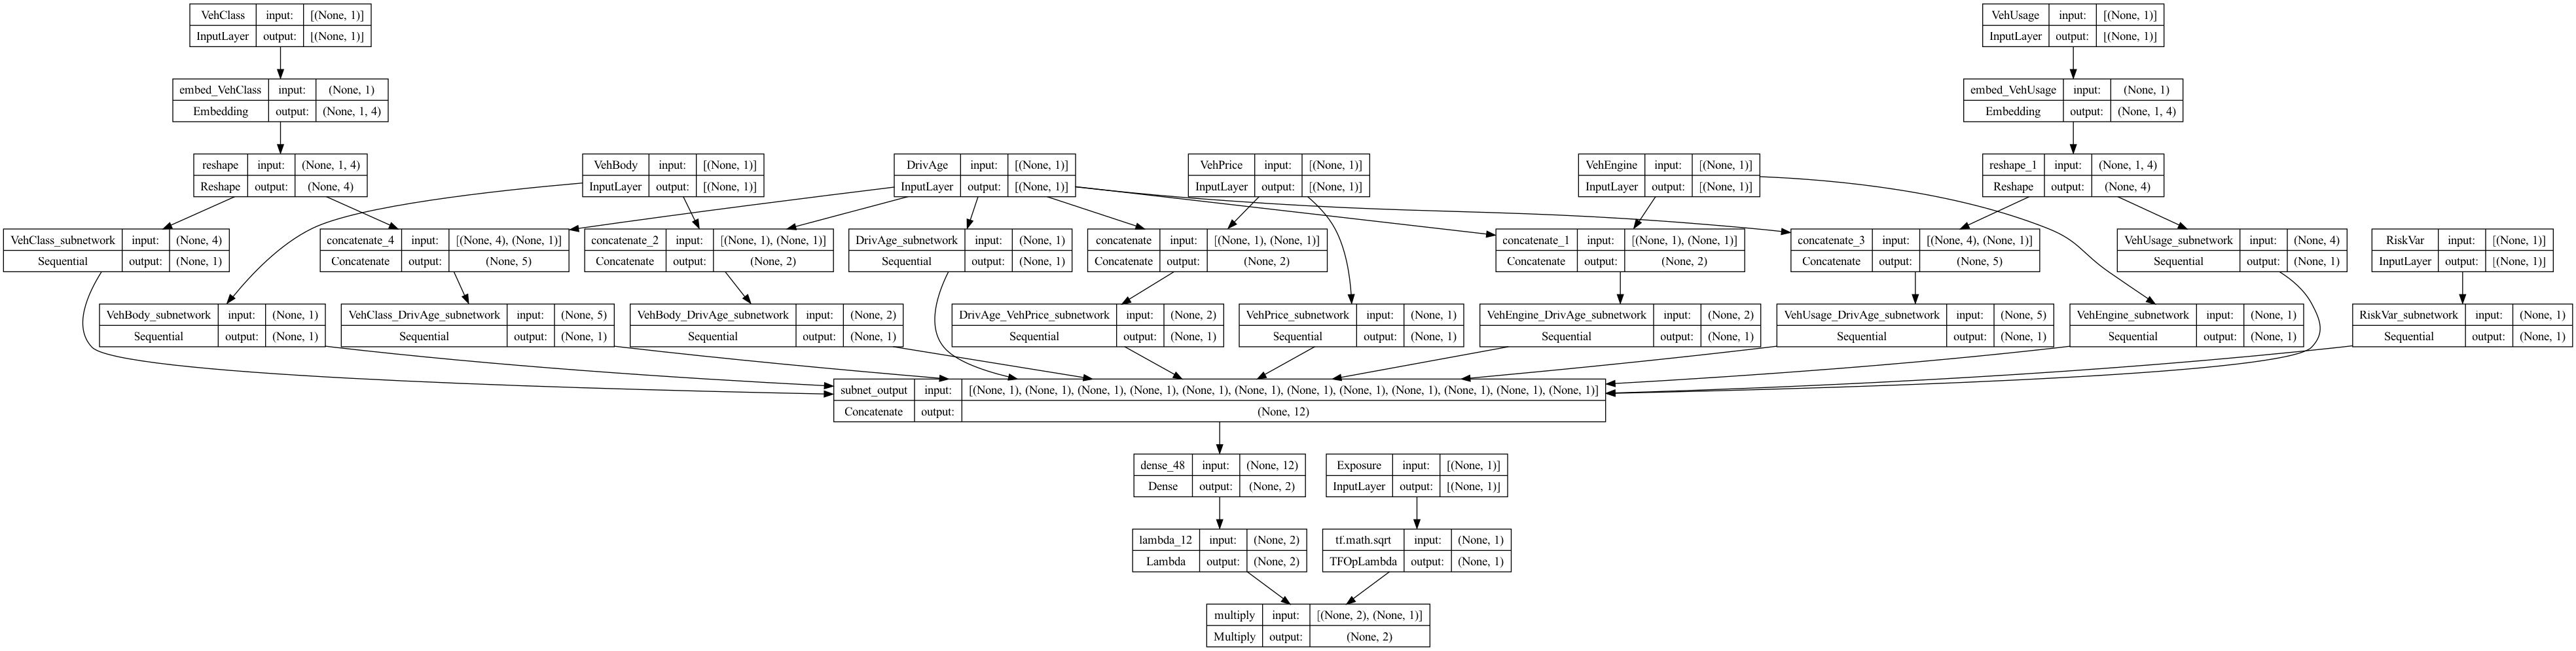 VehClass input: [(None, 1)]
InputLayer output: [(None, 1)]
VehUsage input: [(None, 1)]
InputLayer output: [(None, 1)]
embed_VehClass input: (None, 1)
Embedding output: (None, 1, 4)
embed_VehUsage input: (None, 1)
Embedding output: (None, 1, 4)
reshape input: (None, 1, 4)
Reshape output: (None, 4)
VehBody input: [(None, 1)]
InputLayer output: [(None, 1)]
DrivAge input: [(None, 1)]
InputLayer output: [(None, 1)]
VehPrice input: [(None, 1)]
InputLayer output: [(None, 1)]
VehEngine input: [(None, 1)]
InputLayer output: [(None, 1)]
reshape_1 input: (None, 1, 4)
Reshape output: (None, 4)
VehClass_subnetwork input: (None, 4)
Sequential output: (None, 1)
concatenate_4 input: [(None, 4), (None, 1)]
Concatenate output: (None, 5)
concatenate_2 input: [(None, 1), (None, 1)]
Concatenate output: (None, 2)
DrivAge_subnetwork input: (None, 1)
Sequential output: (None, 1)
concatenate input: [(None, 1), (None, 1)]
Concatenate output: (None, 2)
concatenate_1 input: [(None, 1), (None, 1)]
Concatenate output: (None, 2)
concatenate_3 input: [(None, 4), (None, 1)]
Concatenate output: (None, 5)
VehUsage_subnetwork input: (None, 4)
Sequential output: (None, 1)
RiskVar input: [(None, 1)]
InputLayer output: [(None, 1)]
VehBody_subnetwork input: (None, 1)
Sequential output: (None, 1)
VehClass_DrivAge_subnetwork input: (None, 5)
Sequential output: (None, 1)
VehBody_DrivAge_subnetwork input: (None, 2)
Sequential output: (None, 1)
DrivAge_VehPrice_subnetwork input: (None, 2)
Sequential output: (None, 1)
VehPrice_subnetwork input: (None, 1)
Sequential output: (None, 1)
VehEngine_DrivAge_subnetwork input: (None, 2)
Sequential output: (None, 1)
VehUsage_DrivAge_subnetwork input: (None, 5)
Sequential output: (None, 1)
VehEngine_subnetwork input: (None, 1)
Sequential output: (None, 1)
RiskVar_subnetwork input: (None, 1)
Sequential output: (None, 1)
subnet_output input: [(None, 1), (None, 1), (None, 1), (None, 1), (None, 1), (None, 1), (None, 1), (None, 1), (None, 1), (None, 1), (None, 1), (None, 1)]
Concatenate output: (None, 12)
dense_48 input: (None, 12)
Dense output: (None, 2)
Exposure input: [(None, 1)]
InputLayer output: [(None, 1)]
lambda_12 input: (None, 2)
Lambda output: (None, 2)
tf.math.sqrt input: (None, 1)
TFOpLambda output: (None, 1)
multiply input: [(None, 2), (None, 1)]
Multiply output: (None, 2)